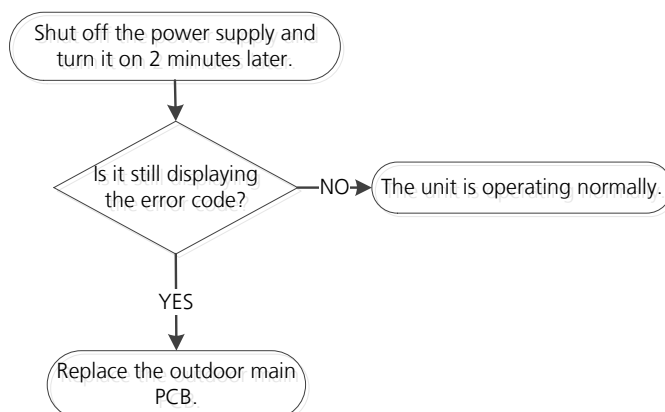 Shut off the power supply and
turn it on 2 minutes later.
Is it still displaying
the error code?
NO
The unit is operating normally.
YES
Replace the outdoor main
PCB.